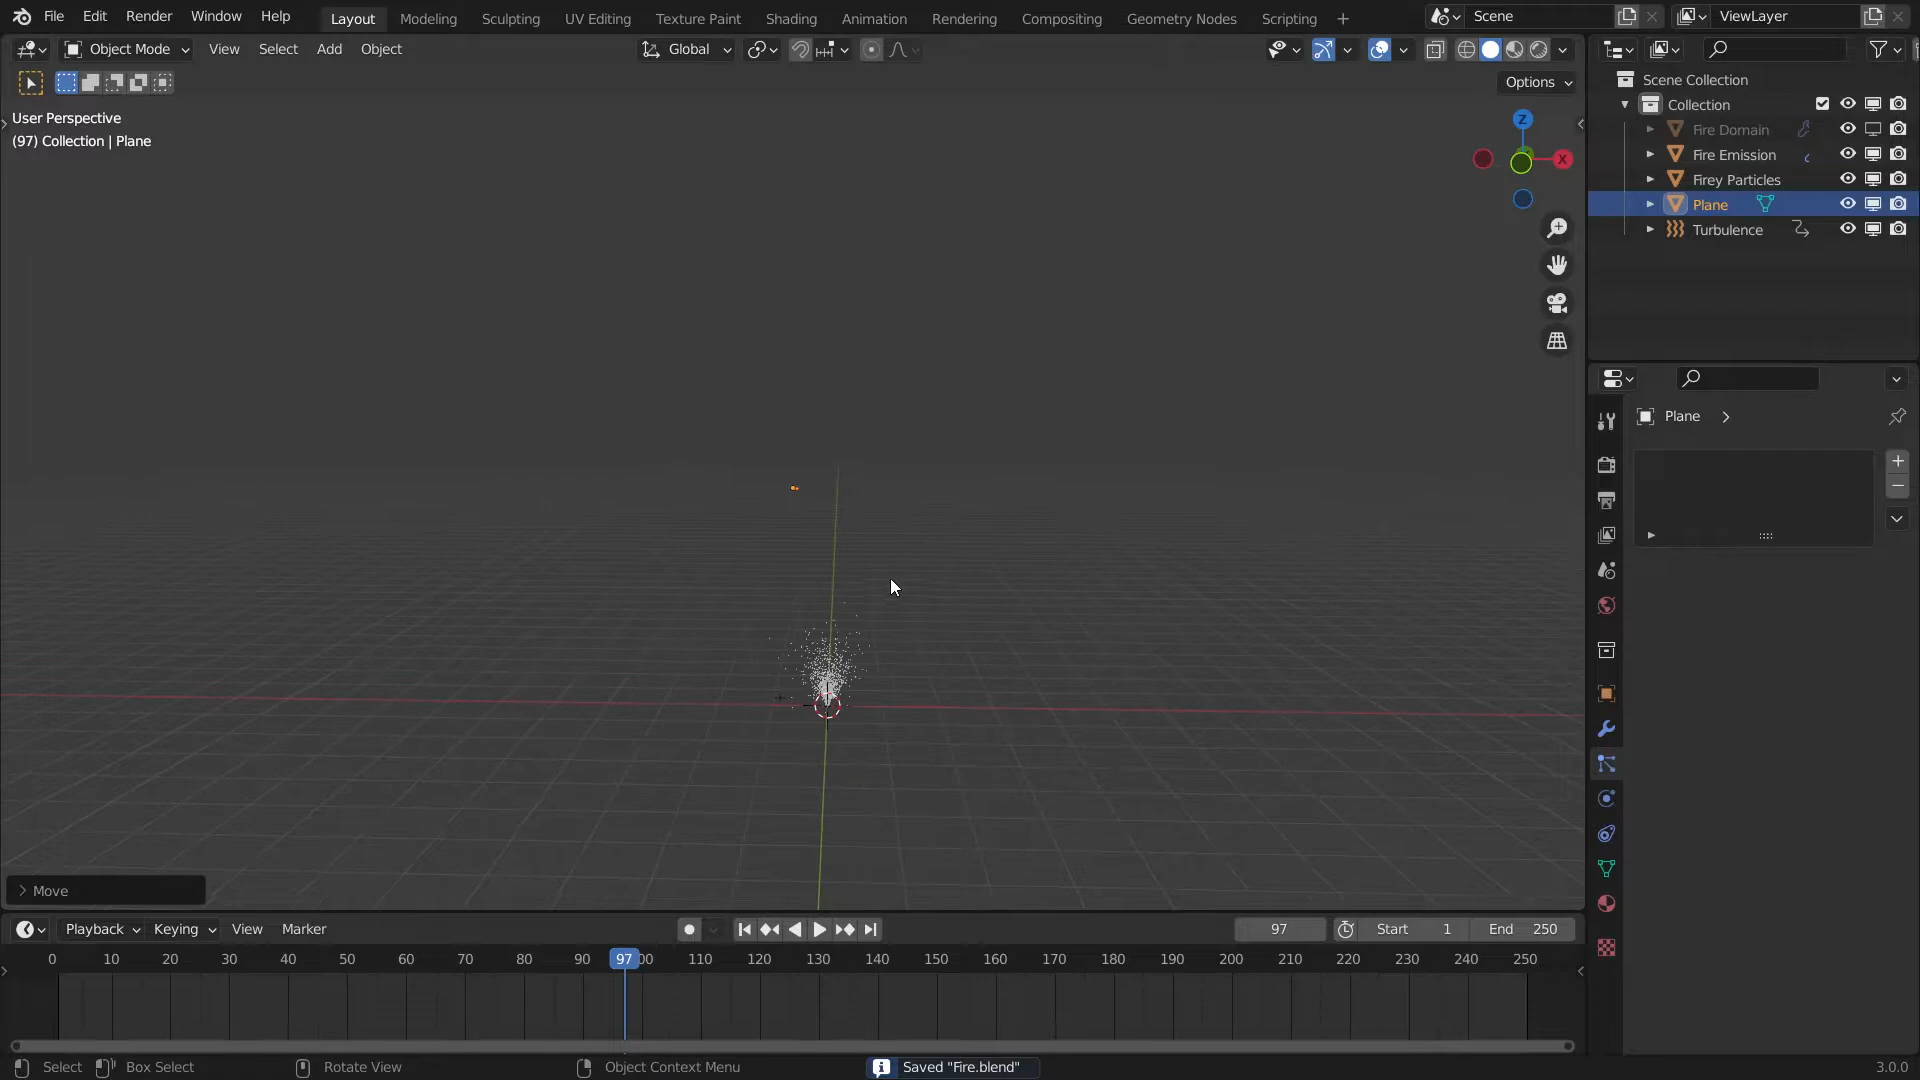 File Edit Render Window Help Layout Modeling Sculpting UV Editing Texture Paint Shading Animation Rendering Compositing Geometry Nodes Scripting + Scene ViewLayer
Object Mode View Select Add Object Global
Options
User Perspective
(97) Collection | Plane
Z
X
Scene Collection
Collection
Fire Domain
Fire Emission
Firey Particles
Plane
Turbulence
Plane
Move
Playback Keying View Marker 97 Start 1 End 250
0 10 20 30 40 50 60 70 80 90 97 00 110 120 130 140 150 160 170 180 190 200 210 220 230 240 250
Select Box Select Rotate View Object Context Menu Saved "Fire.blend" 3.0.0